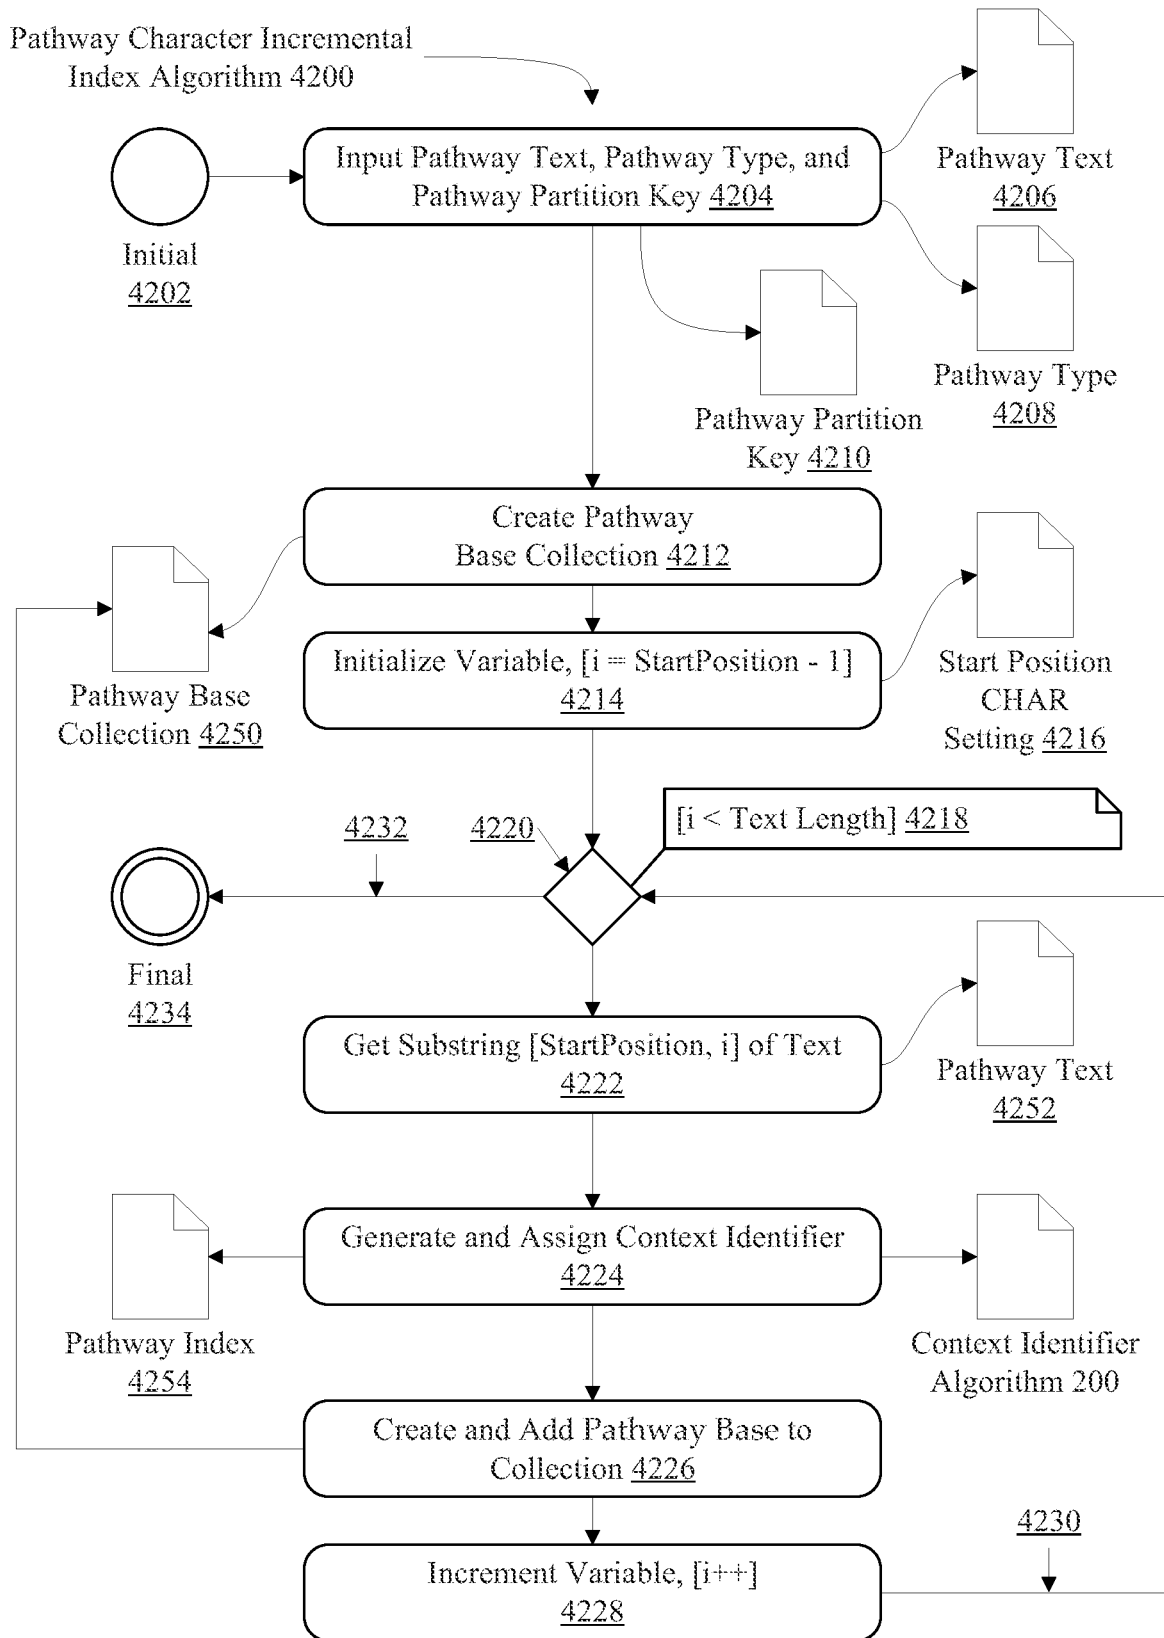 Pathway Character Incremental
Index Algorithm 4200
Input Pathway Text, Pathway Type, and
Pathway Partition Key 4204
Pathway Text
4206
Initial
4202
Pathway Type
4208
Pathway Partition
Key 4210
Create Pathway
Base Collection 4212
Pathway Base
Collection 4250
Initialize Variable, [i = StartPosition - 1]
4214
Start Position
CHAR
Setting 4216
[i < Text Length] 4218
4232
4220
Final
4234
Get Substring [StartPosition, i] of Text
4222
Pathway Text
4252
Generate and Assign Context Identifier
4224
Pathway Index
4254
Context Identifier
Algorithm 200
Create and Add Pathway Base to
Collection 4226
4230
Increment Variable, [i++]
4228